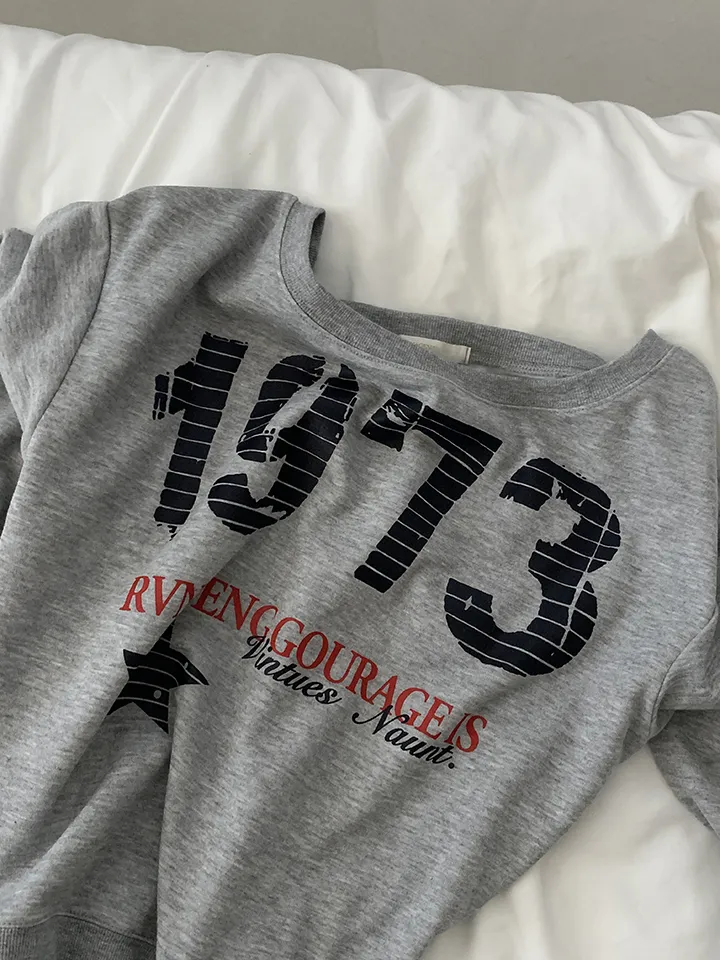 1973
RVNENGGOURAGE IS
Vintues Naunt.